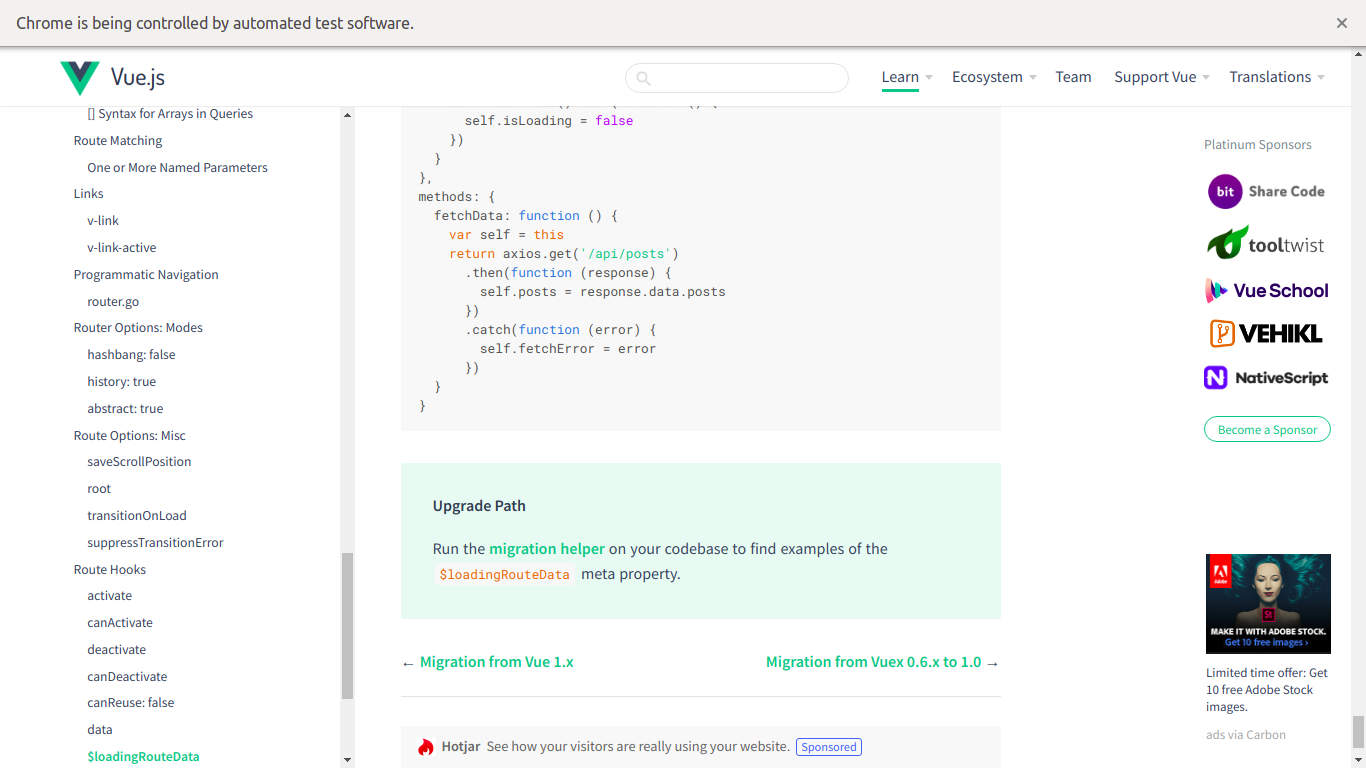 Chrome is being controlled by automated test software.
Vue.js
Learn
Ecosystem
Team
Support Vue
Translations
[] Syntax for Arrays in Queries
Route Matching
One or More Named Parameters
Links
v-link
v-link-active
Programmatic Navigation
router.go
Router Options: Modes
hashbang: false
history: true
abstract: true
Route Options: Misc
saveScrollPosition
root
transitionOnLoad
suppressTransitionError
Route Hooks
activate
canActivate
deactivate
canDeactivate
canReuse: false
data
$loadingRouteData
self.isLoading = false
})
}
},
methods: {
fetchData: function () {
var self = this
return axios.get('/api/posts')
.then(function (response) {
self.posts = response.data.posts
})
.catch(function (error) {
self.fetchError = error
})
}
}
Upgrade Path
Run the migration helper on your codebase to find examples of the
$loadingRouteData meta property.
← Migration from Vue 1.x
Migration from Vuex 0.6.x to 1.0 →
Hotjar See how your visitors are really using your website. Sponsored
Platinum Sponsors
bit Share Code
tooltwist
Vue School
VEHIKL
NativeScript
Become a Sponsor
Adobe
St
MAKE IT WITH ADOBE STOCK.
Get 10 free images ›
Limited time offer: Get
10 free Adobe Stock
images.
ads via Carbon